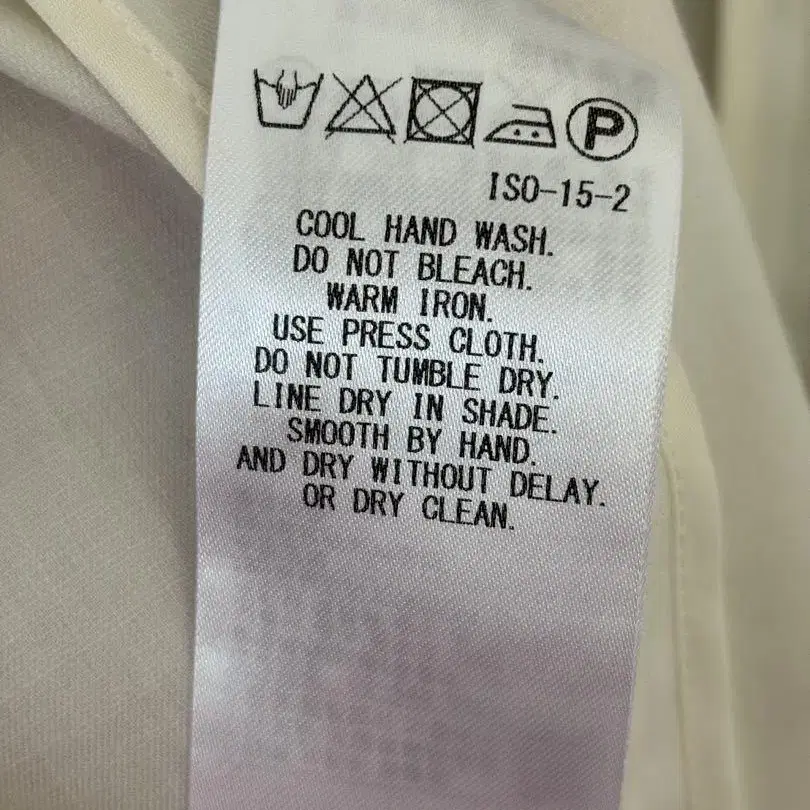 P
ISO-15-2
COOL HAND WASH.
DO NOT BLEACH.
WARM IRON.
USE PRESS CLOTH.
DO NOT TUMBLE DRY.
LINE DRY IN SHADE.
SMOOTH BY HAND.
AND DRY WITHOUT DELAY.
OR DRY CLEAN.